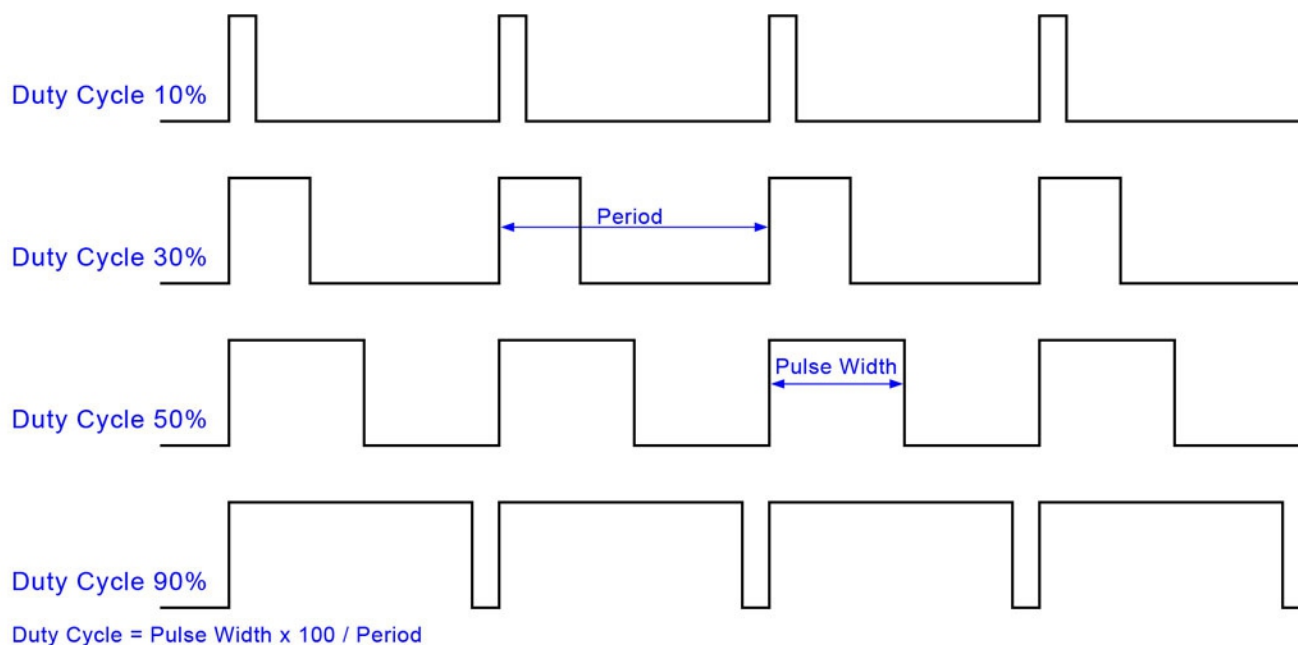 Duty Cycle 10%
Period
Duty Cycle 30%
Pulse Width
Duty Cycle 50%
Duty Cycle 90%
Duty Cycle = Pulse Width x 100 / Period